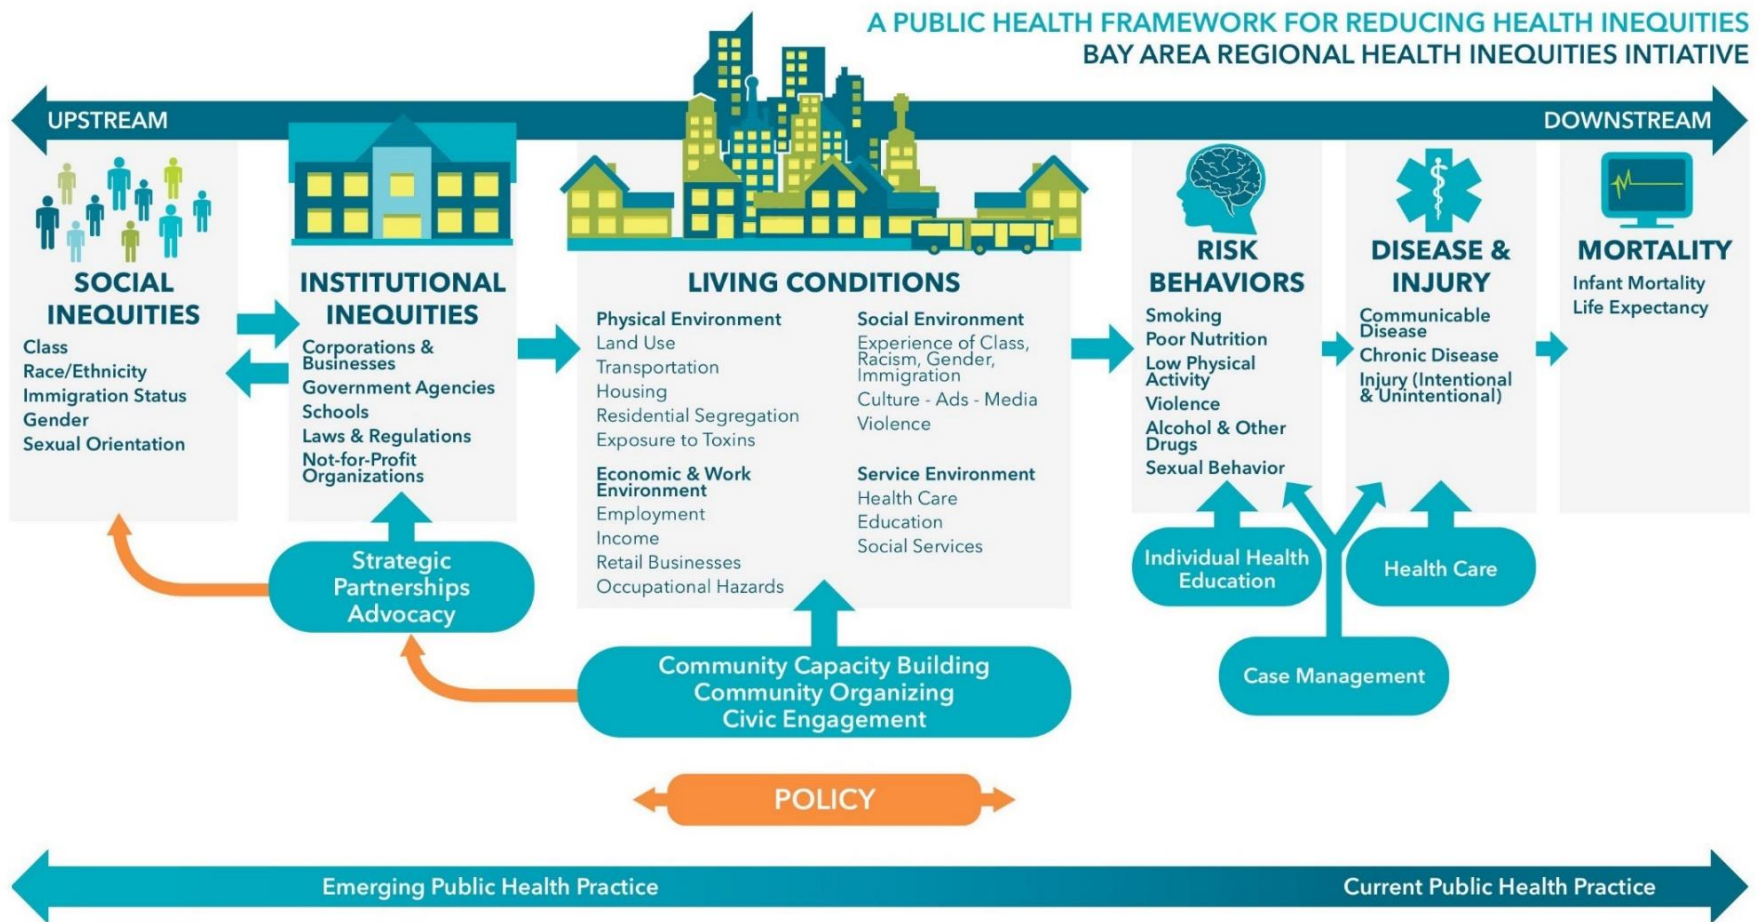 A PUBLIC HEALTH FRAMEWORK FOR REDUCING HEALTH INEQUITIES
BAY AREA REGIONAL HEALTH INEQUITIES INTIATIVE
UPSTREAM
DOWNSTREAM
SOCIAL
INEQUITIES
Class
Race/Ethnicity
Immigration Status
Gender
Sexual Orientation
INSTITUTIONAL
INEQUITIES
Corporations &
Businesses
Government Agencies
Schools
Laws & Regulations
Not-for-Profit
Organizations
LIVING CONDITIONS
Physical Environment
Land Use
Transportation
Housing
Residential Segregation
Exposure to Toxins
Economic & Work
Environment
Employment
Income
Retail Businesses
Occupational Hazards
Social Environment
Experience of Class,
Racism, Gender,
Immigration
Culture - Ads - Media
Violence
Service Environment
Health Care
Education
Social Services
RISK
BEHAVIORS
Smoking
Poor Nutrition
Low Physical
Activity
Violence
Alcohol & Other
Drugs
Sexual Behavior
DISEASE &
INJURY
Communicable
Disease
Chronic Disease
Injury (Intentional
& Unintentional)
MORTALITY
Infant Mortality
Life Expectancy
Strategic
Partnerships
Advocacy
Community Capacity Building
Community Organizing
Civic Engagement
Individual Health
Education
Health Care
Case Management
POLICY
Emerging Public Health Practice
Current Public Health Practice